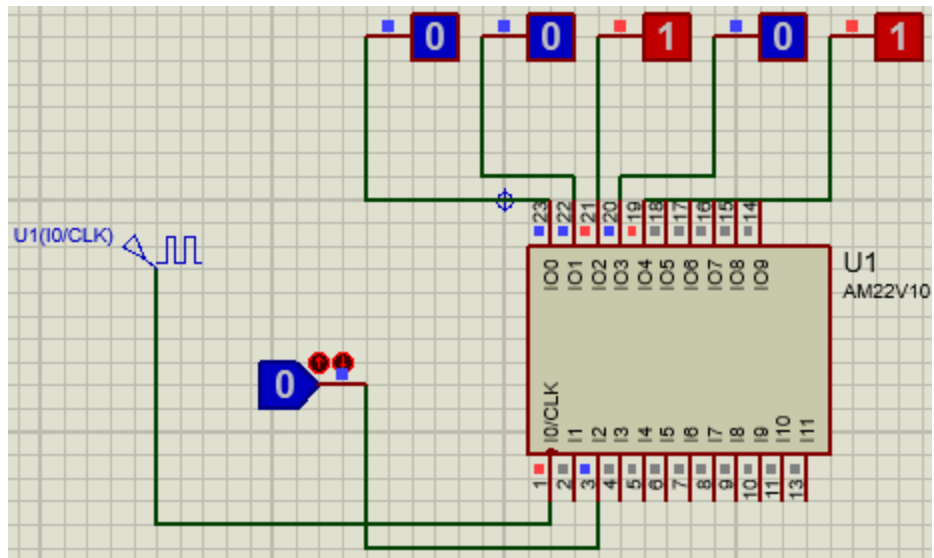 0 0 1 0 1
23 22 21 20 19 18 17 16 15 14
IO0 IO1 IO2 IO3 IO4 IO5 IO6 IO7 IO8 IO9
U1
AM22V10
U1(I0/CLK)
0
I0/CLK I1 I2 I3 I4 I5 I6 I7 I8 I9 I10 I11
1 2 3 4 5 6 7 8 9 10 11 13